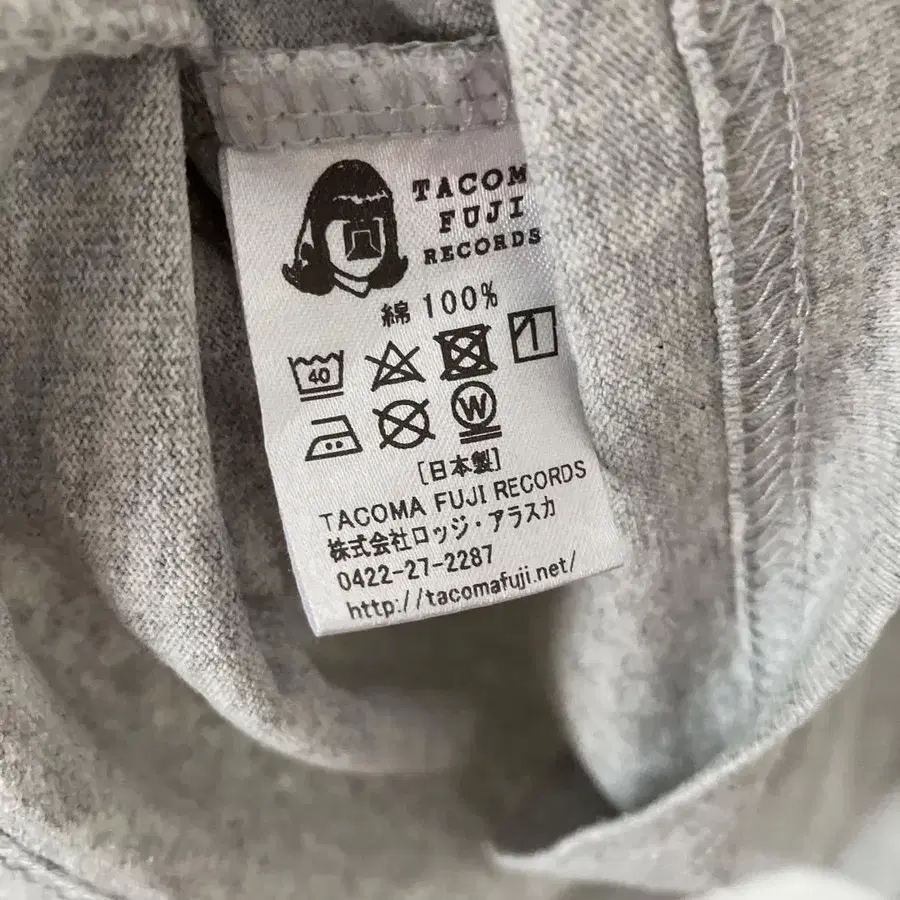 TACOM
FUJI
RECORDS
綿 100%
40
W
[日本製]
TACOMA FUJI RECORDS
株式会社ロッジ・アラスカ
0422-27-2287
http://tacomafuji.net/